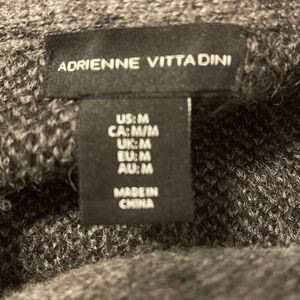 ADRIENNE VITTADINI
US: M
CA: M/M
UK: M
EU: M
AU: M
MADE IN
CHINA